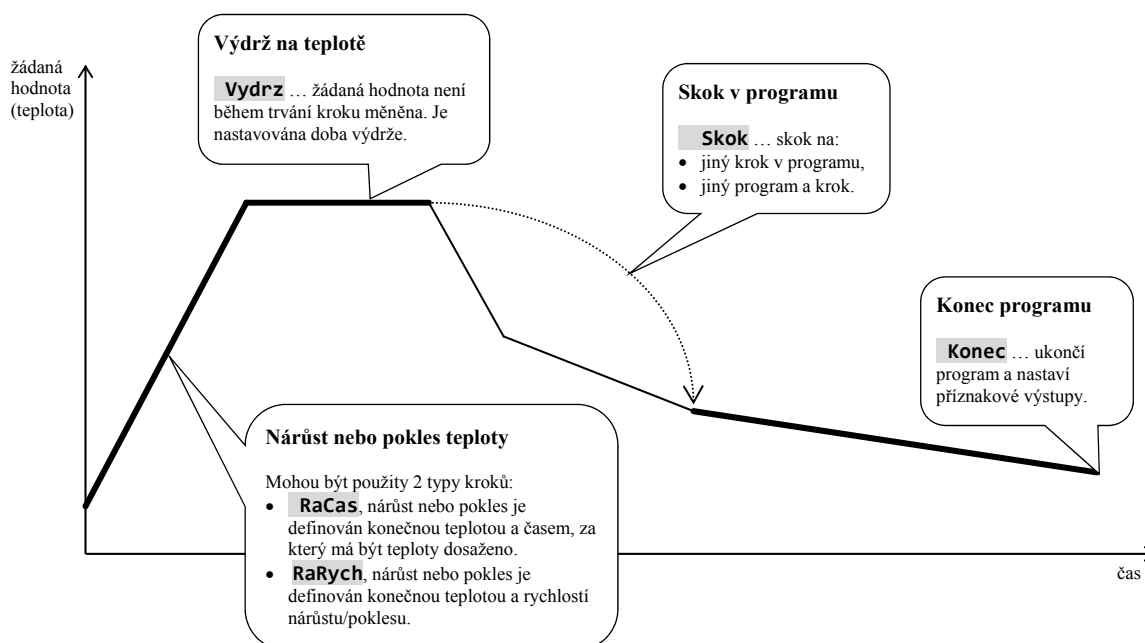 žádaná
hodnota
(teplota)
Výdrž na teplotě
Vydrz … žádaná hodnota není
během trvání kroku měněna. Je
nastavována doba výdrže.
Skok v programu
Skok … skok na:
• jiný krok v programu,
• jiný program a krok.
Konec programu
Konec … ukončí
program a nastaví
příznakové výstupy.
Nárůst nebo pokles teploty
Mohou být použity 2 typy kroků:
• RaCas, nárůst nebo pokles je
definován konečnou teplotou a časem, za
který má být teploty dosaženo.
• RaRych, nárůst nebo pokles je
definován konečnou teplotou a rychlostí
nárůstu/poklesu.
čas